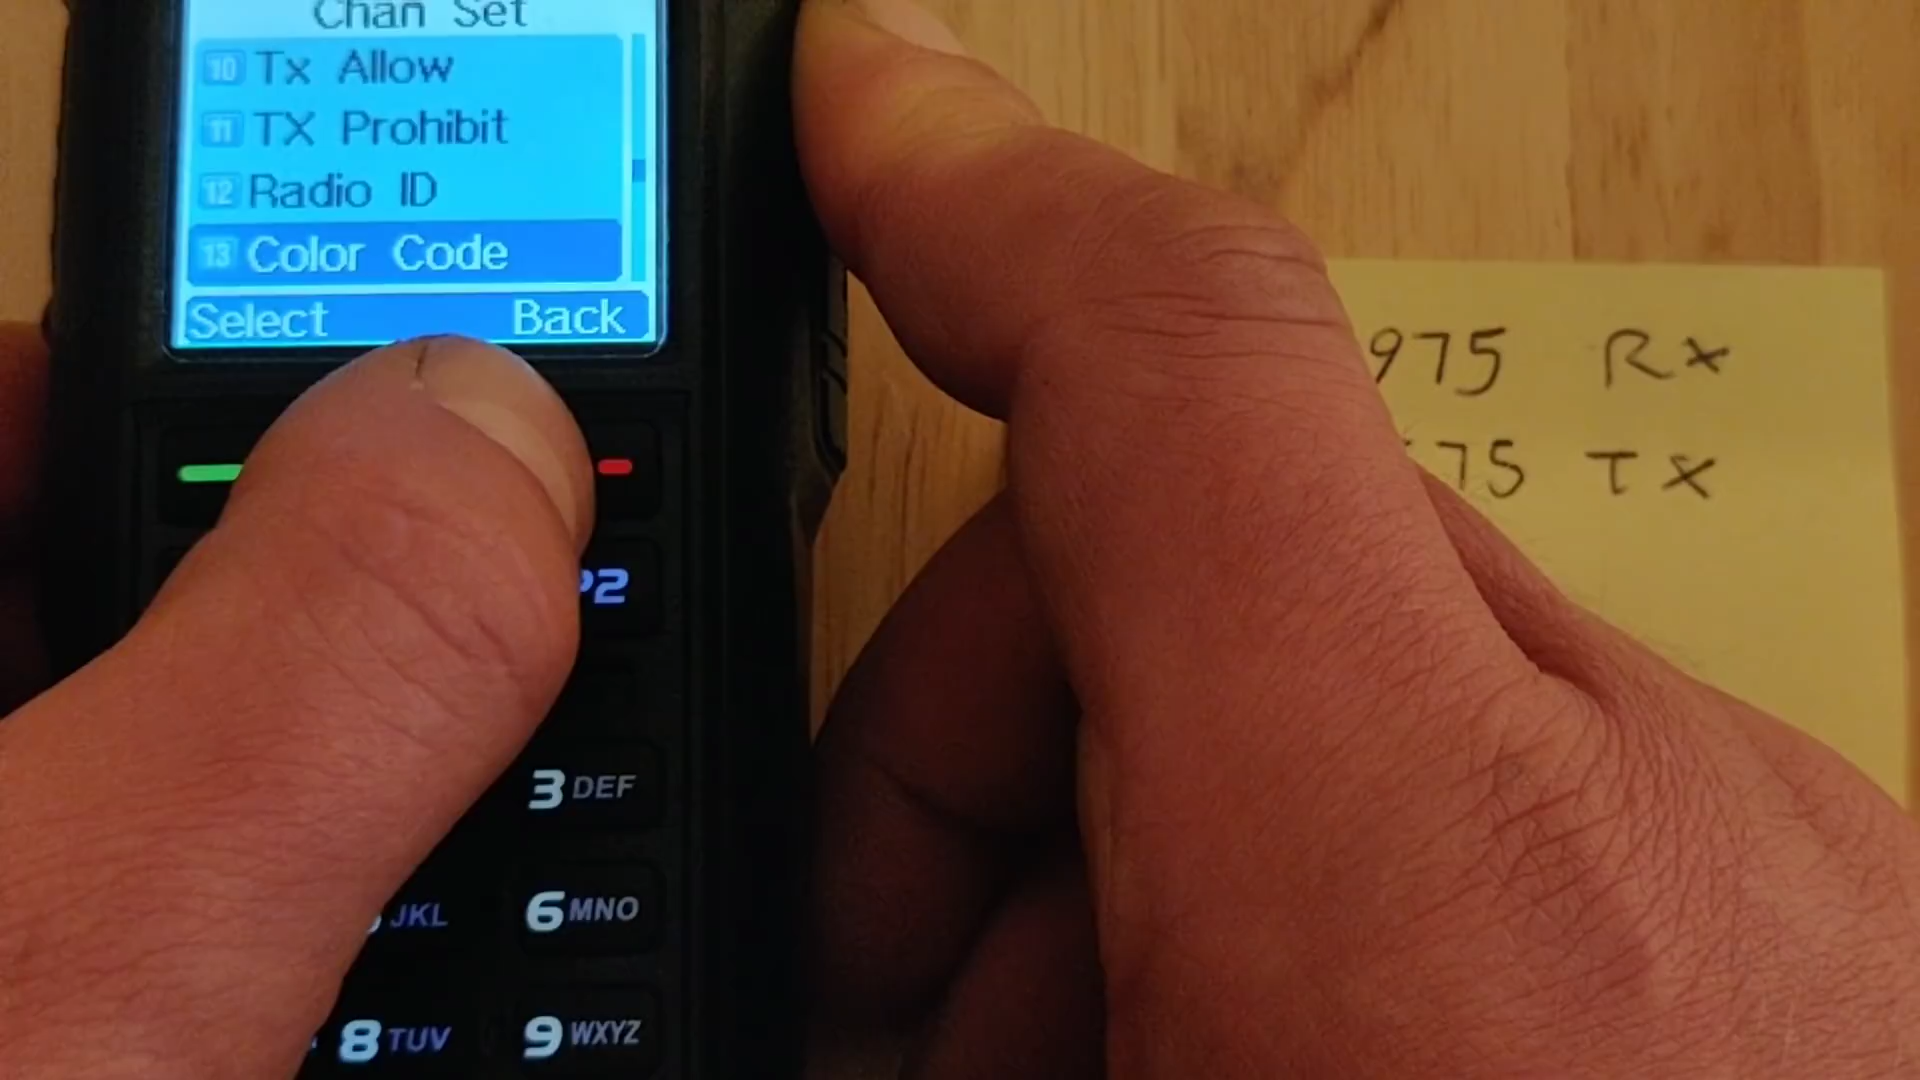 Chan Set
10 Tx Allow
11 TX Prohibit
12 Radio ID
13 Color Code
Select Back
975 Rx
75 TX
P2
3 DEF
JKL 6 MNO
8 TUV 9 WXYZ